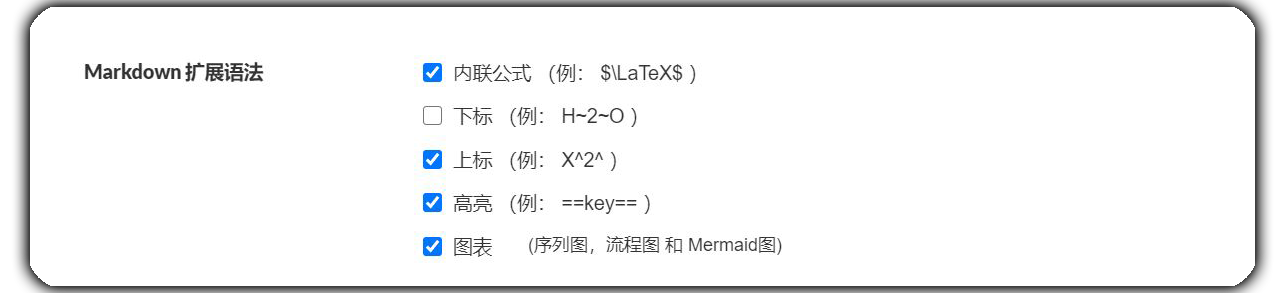 Markdown 扩展语法
内联公式 (例： $\LaTeX$ )
下标 (例： H~2~O )
上标 (例： X^2^ )
高亮 (例： ==key== )
图表 (序列图，流程图 和 Mermaid图)